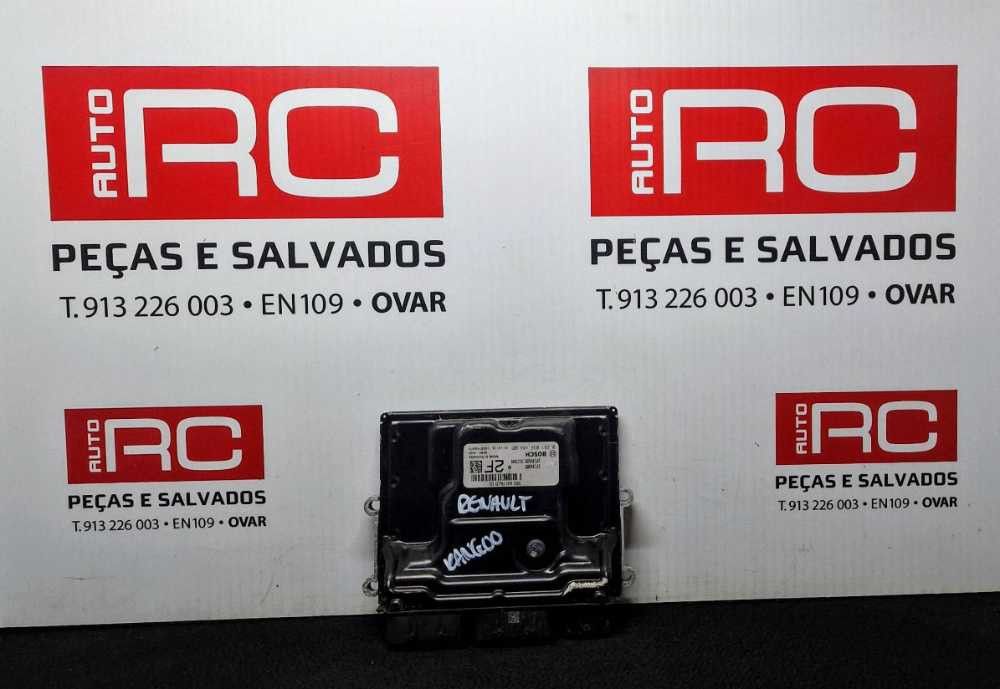 AUTO RC
PEÇAS E SALVADOS
T. 913 226 003 • EN109 • OVAR
AUTO RC
PEÇAS E SALVADOS
T. 913 226 003 • EN109 • OVAR
AUTO RC
PEÇAS E SALVADOS
T. 913 226 003 • EN109 • OVAR
AUTO RC
PEÇAS E SALVADOS
T. 913 226 003 • EN109 • OVAR
BOSCH
2F
RENAULT
KANGOO